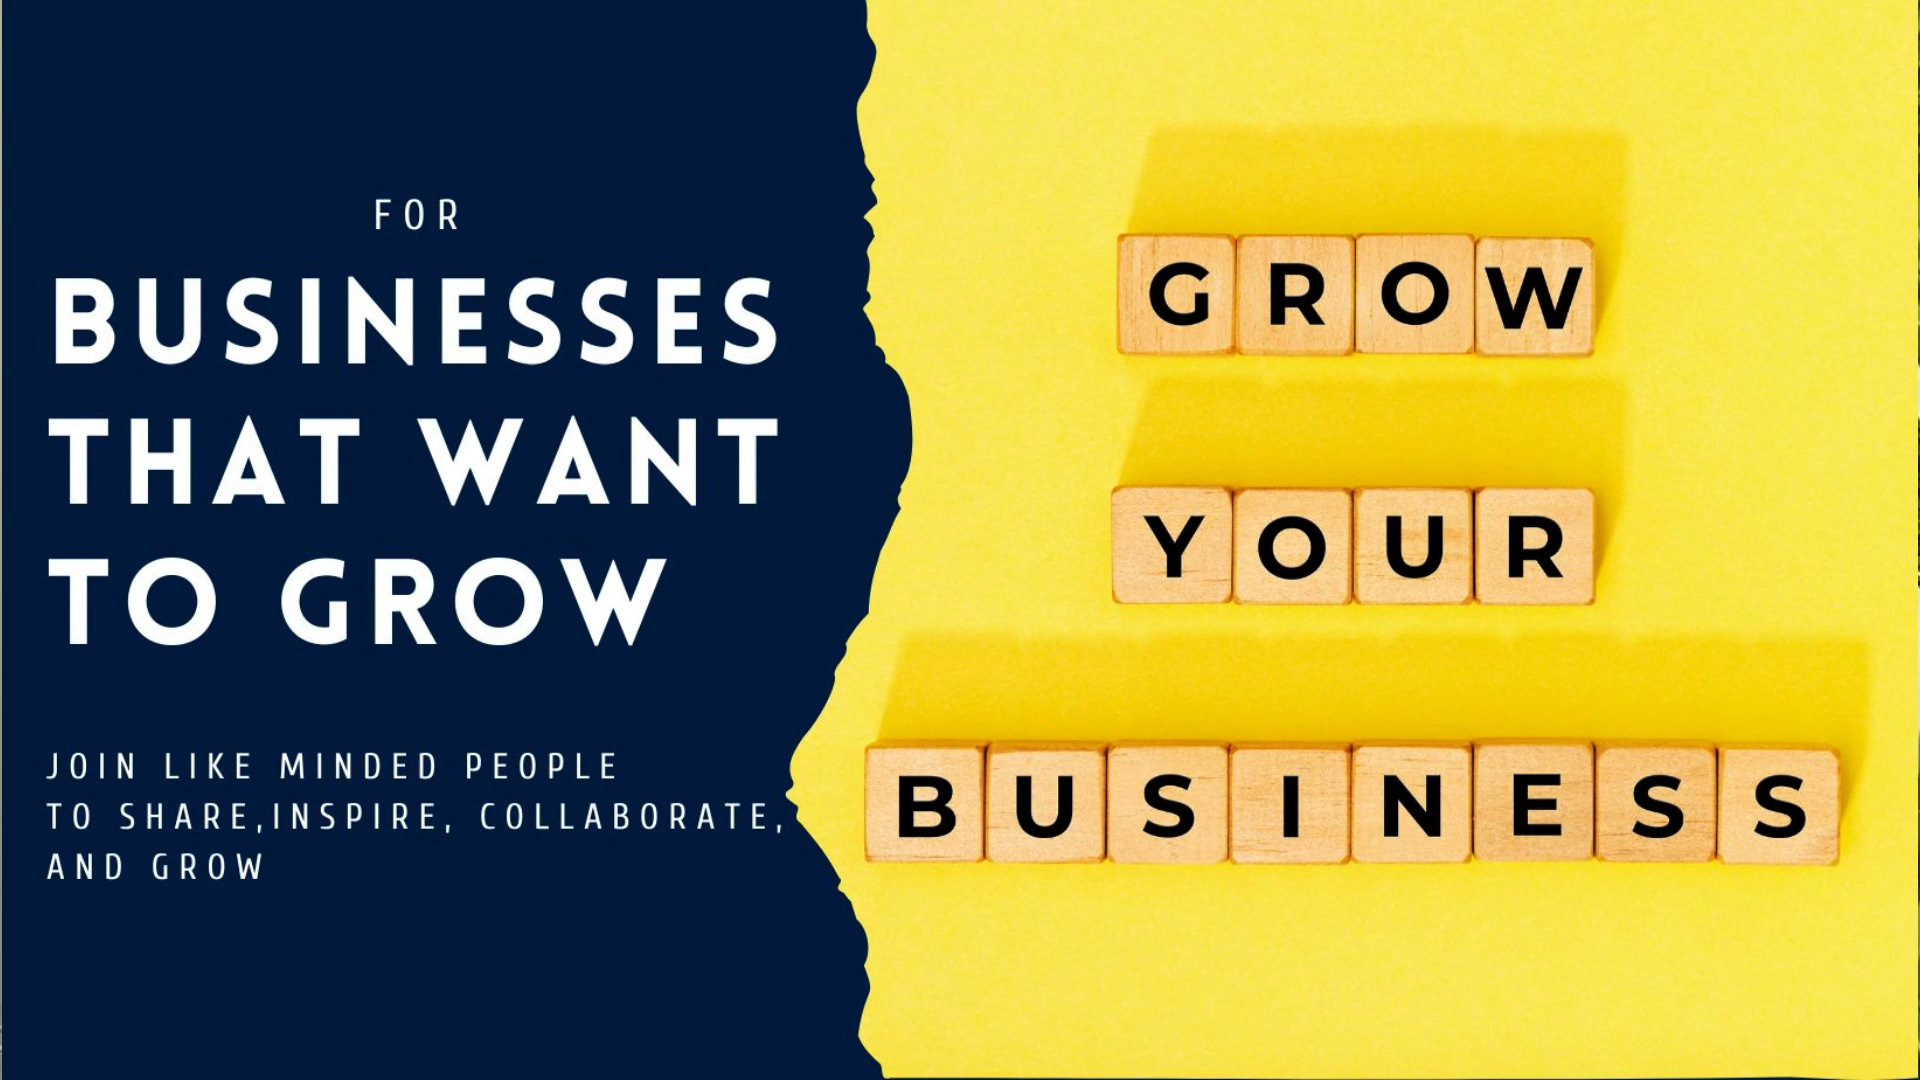 FOR
BUSINESSES
THAT WANT
TO GROW
JOIN LIKE MINDED PEOPLE
TO SHARE,INSPIRE, COLLABORATE,
AND GROW
GROW
YOUR
BUSINESS